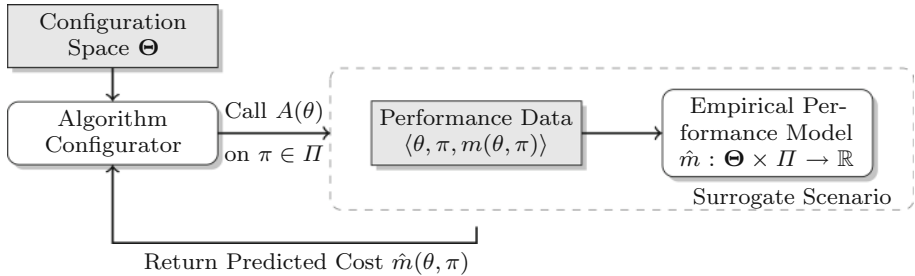 Configuration
Space Θ
Algorithm
Configurator
Call A(θ)
on π ∈ Π
Performance Data
⟨θ, π, m(θ, π)⟩
Empirical Per-
formance Model
m̂ : Θ × Π → ℝ
Surrogate Scenario
Return Predicted Cost m̂(θ, π)